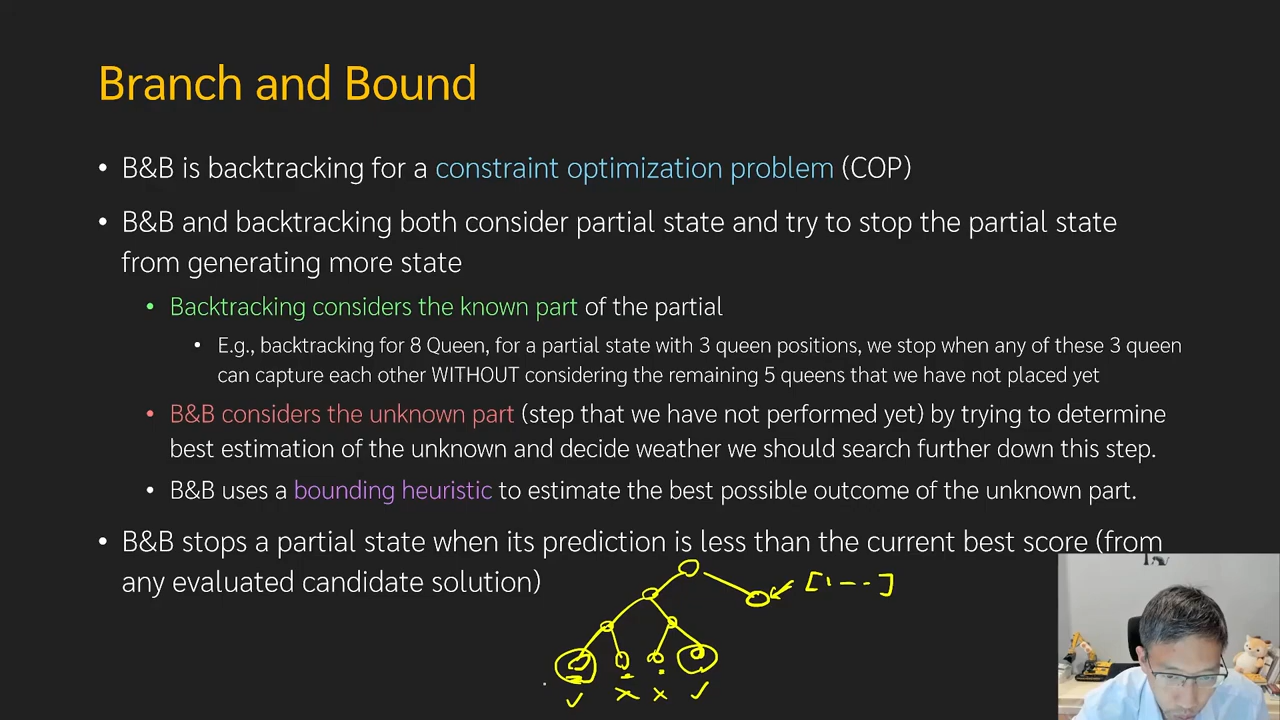 Branch and Bound
• B&B is backtracking for a constraint optimization problem (COP)
• B&B and backtracking both consider partial state and try to stop the partial state
from generating more state
• Backtracking considers the known part of the partial
• E.g., backtracking for 8 Queen, for a partial state with 3 queen positions, we stop when any of these 3 queen
can capture each other WITHOUT considering the remaining 5 queens that we have not placed yet
• B&B considers the unknown part (step that we have not performed yet) by trying to determine
best estimation of the unknown and decide weather we should search further down this step.
• B&B uses a bounding heuristic to estimate the best possible outcome of the unknown part.
• B&B stops a partial state when its prediction is less than the current best score (from
any evaluated candidate solution)
[1 - - -]
✓ x x ✓